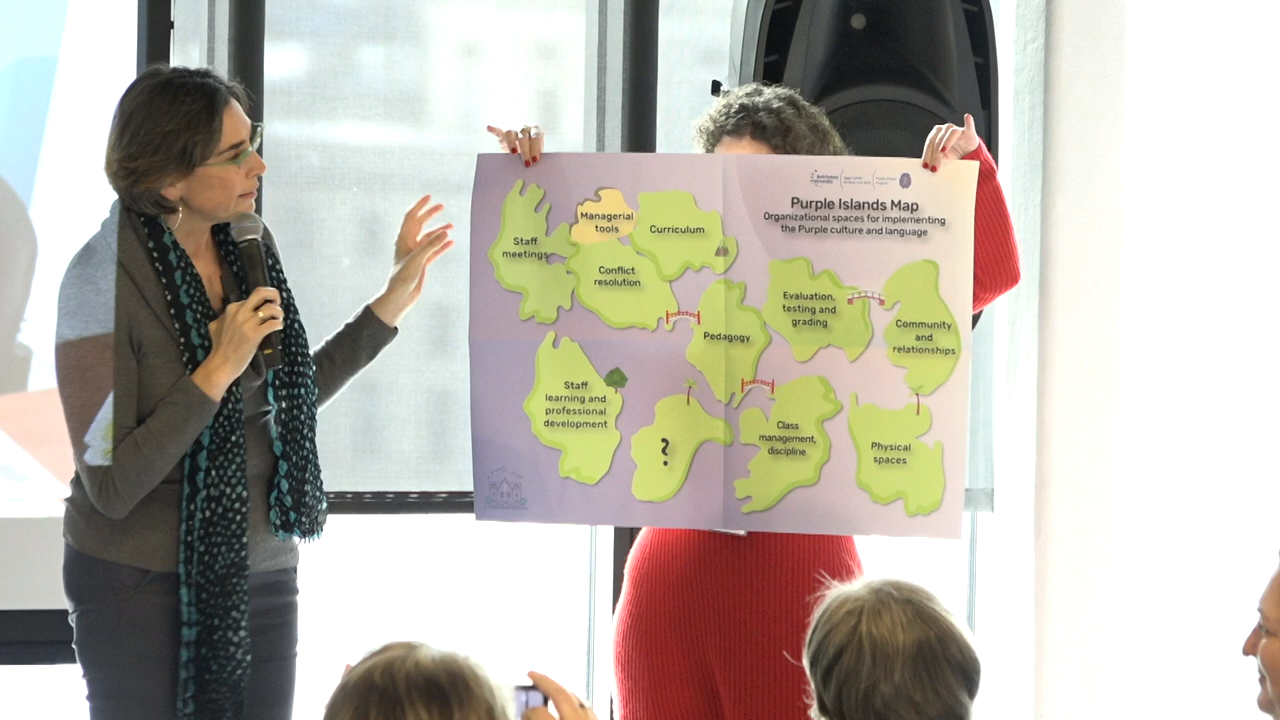 Purple Islands Map
Organizational spaces for implementing
the Purple culture and language
Managerial
tools
Curriculum
Staff
meetings
Conflict
resolution
Pedagogy
Evaluation,
testing and
grading
Community
and
relationships
Staff
learning and
professional
development
?
Class
management,
discipline
Physical
spaces